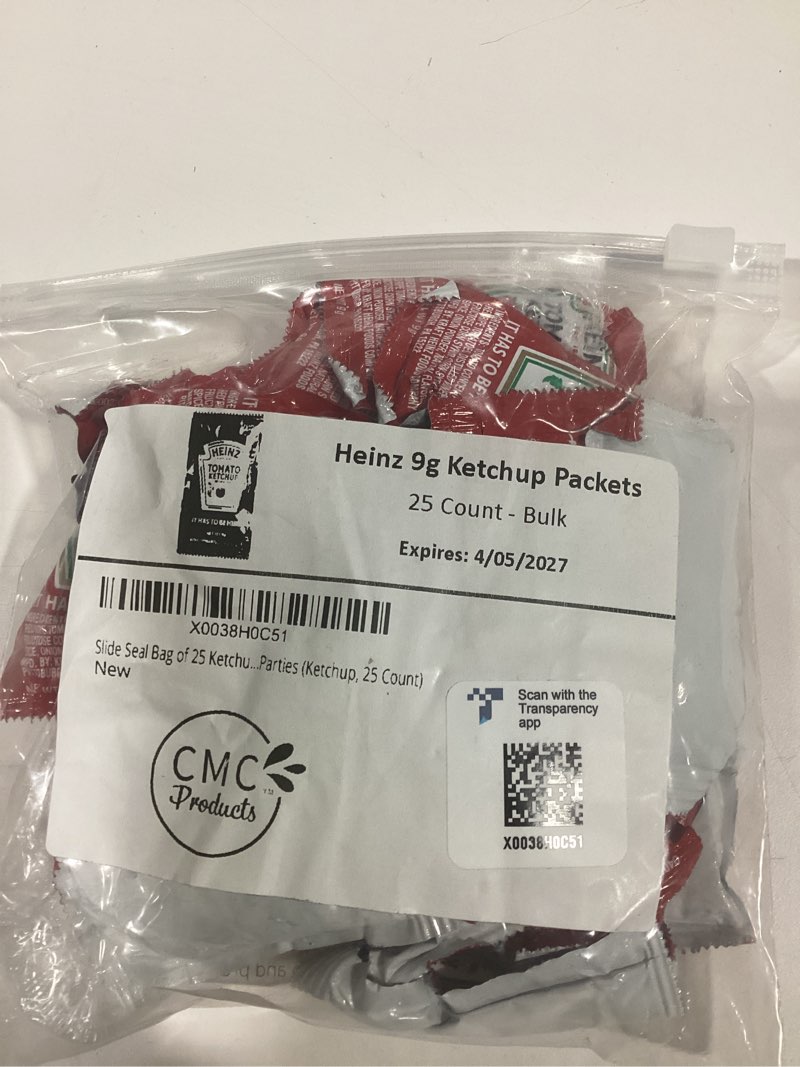 IT HAS TO BE
HEINZ
TOMATO
KETCHUP
Heinz 9g Ketchup Packets
25 Count - Bulk
Expires: 4/05/2027
X0038H0C51
Slide Seal Bag of 25 Ketchu...Parties (Ketchup, 25 Count)
New
Scan with the
Transparency
app
X0038H0C51
CMC
Products
TM